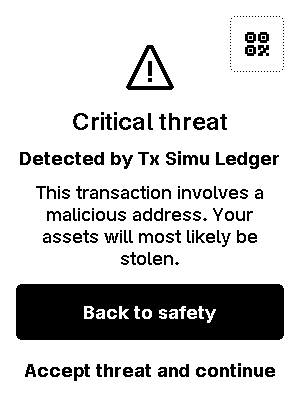 Critical threat
Detected by Tx Simu Ledger
This transaction involves a
malicious address. Your
assets will most likely be
stolen.
Back to safety
Accept threat and continue